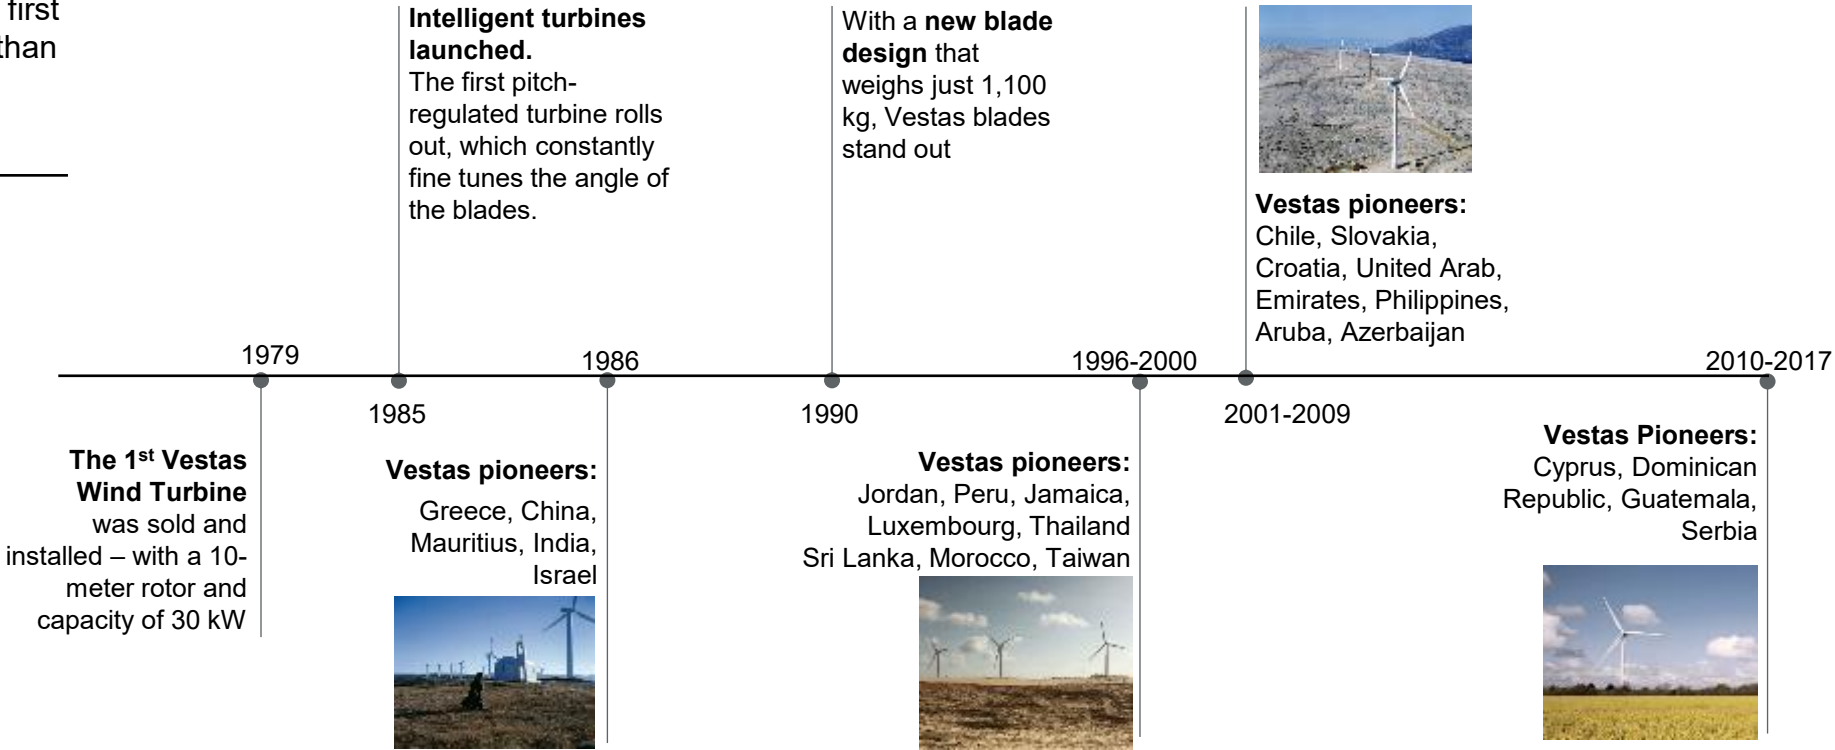 first
than
Intelligent turbines
launched.
The first pitch-
regulated turbine rolls
out, which constantly
fine tunes the angle of
the blades.
With a new blade
design that
weighs just 1,100
kg, Vestas blades
stand out
Vestas pioneers:
Chile, Slovakia,
Croatia, United Arab,
Emirates, Philippines,
Aruba, Azerbaijan
1979
1986
1996-2000
2010-2017
1985
1990
2001-2009
The 1st Vestas
Wind Turbine
was sold and
installed – with a 10-
meter rotor and
capacity of 30 kW
Vestas pioneers:
Greece, China,
Mauritius, India,
Israel
Vestas pioneers:
Jordan, Peru, Jamaica,
Luxembourg, Thailand
Sri Lanka, Morocco, Taiwan
Vestas Pioneers:
Cyprus, Dominican
Republic, Guatemala,
Serbia